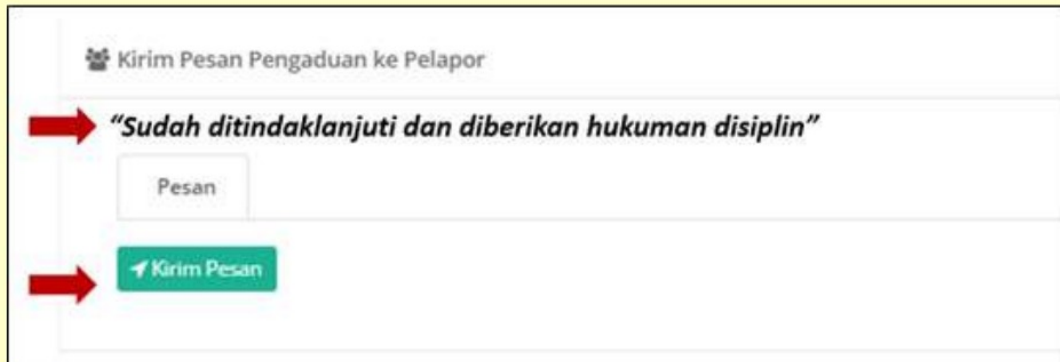 Kirim Pesan Pengaduan ke Pelapor
“Sudah ditindaklanjuti dan diberikan hukuman disiplin”
Pesan
Kirim Pesan